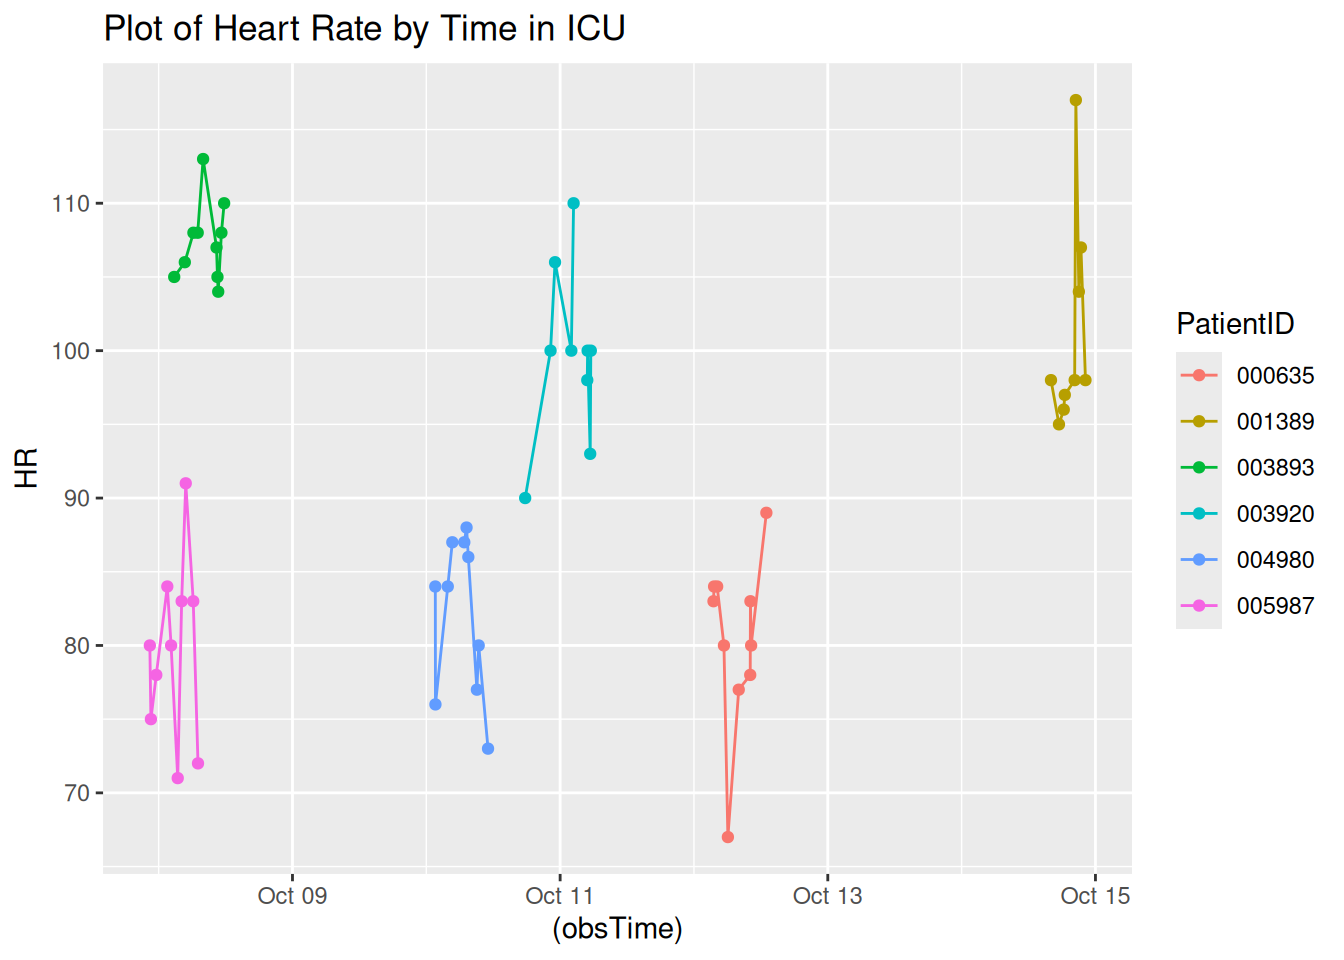 Plot of Heart Rate by Time in ICU
110
100
90
80
70
HR
Oct 09
Oct 11
Oct 13
Oct 15
(obsTime)
PatientID
000635
001389
003893
003920
004980
005987